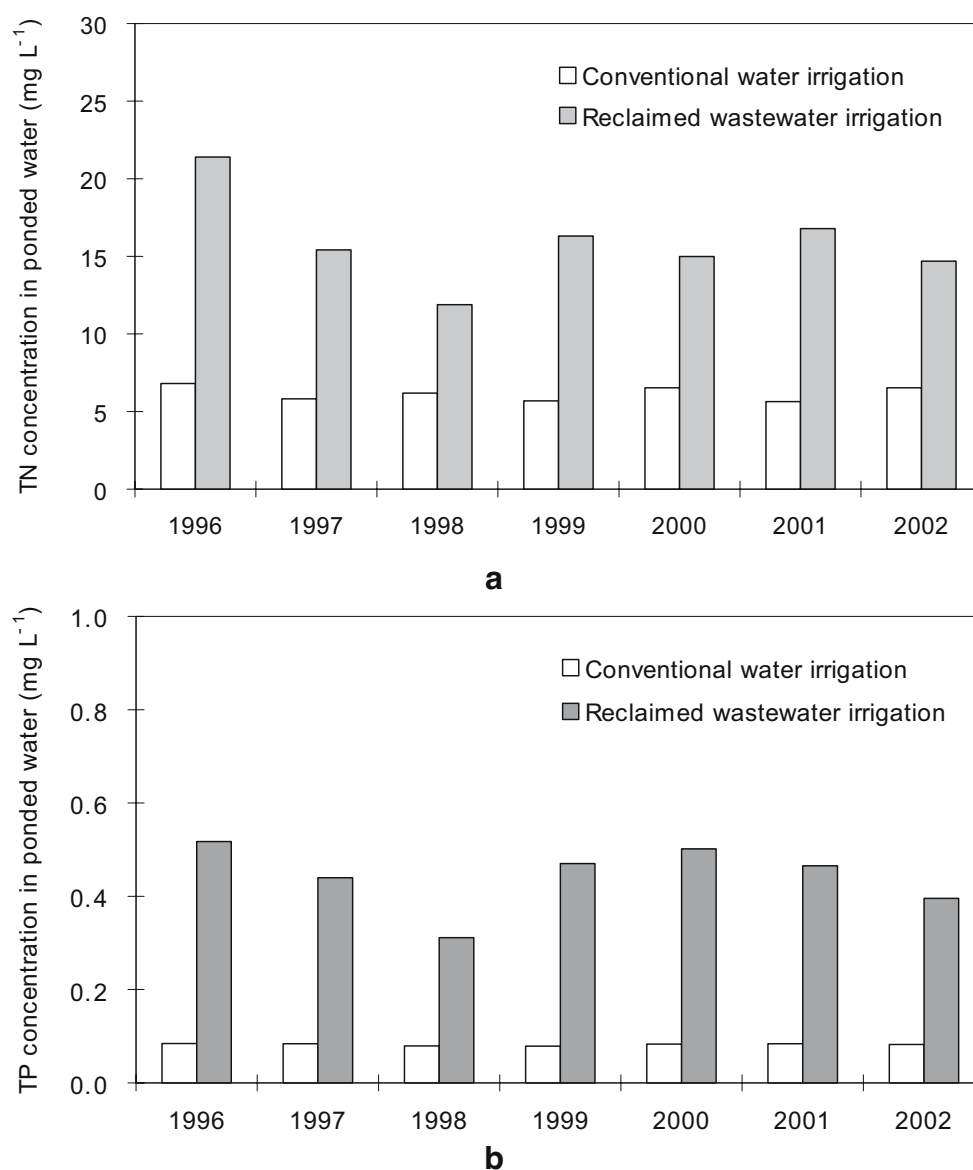 TN concentration in ponded water (mg L⁻¹)
30
25
20
15
10
5
0
Conventional water irrigation
Reclaimed wastewater irrigation
1996 1997 1998 1999 2000 2001 2002
a
TP concentration in ponded water (mg L⁻¹)
1.0
0.8
0.6
0.4
0.2
0.0
Conventional water irrigation
Reclaimed wastewater irrigation
1996 1997 1998 1999 2000 2001 2002
b